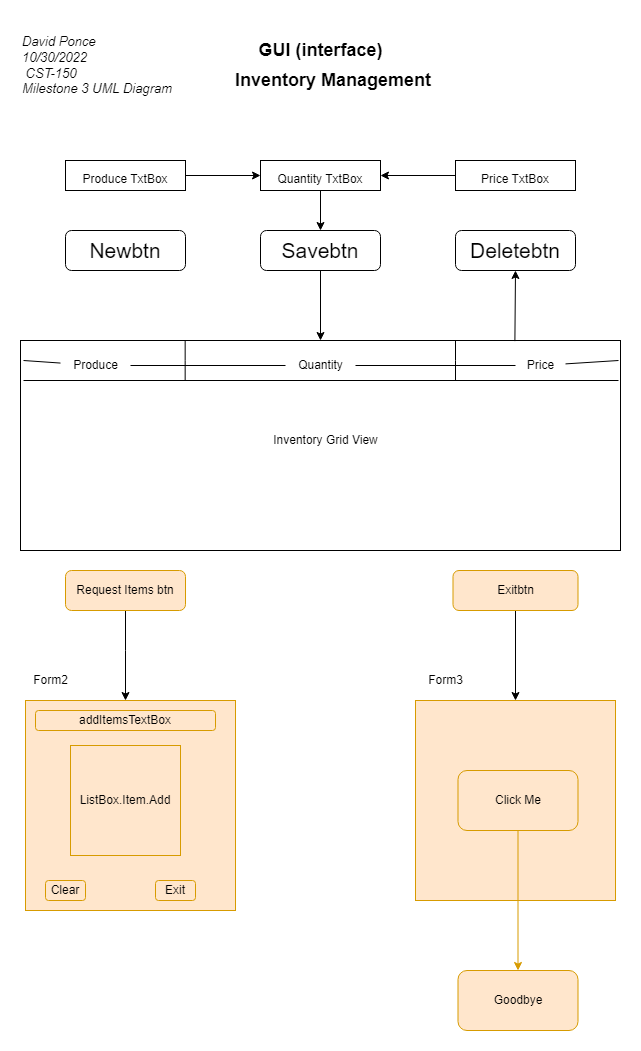 David Ponce
10/30/2022
CST-150
Milestone 3 UML Diagram
GUI (interface)
Inventory Management
Produce TxtBox
Quantity TxtBox
Price TxtBox
Newbtn
Savebtn
Deletebtn
Produce
Quantity
Price
Inventory Grid View
Request Items btn
Exitbtn
Form2
Form3
addItemsTextBox
ListBox.Item.Add
Click Me
Clear
Exit
Goodbye